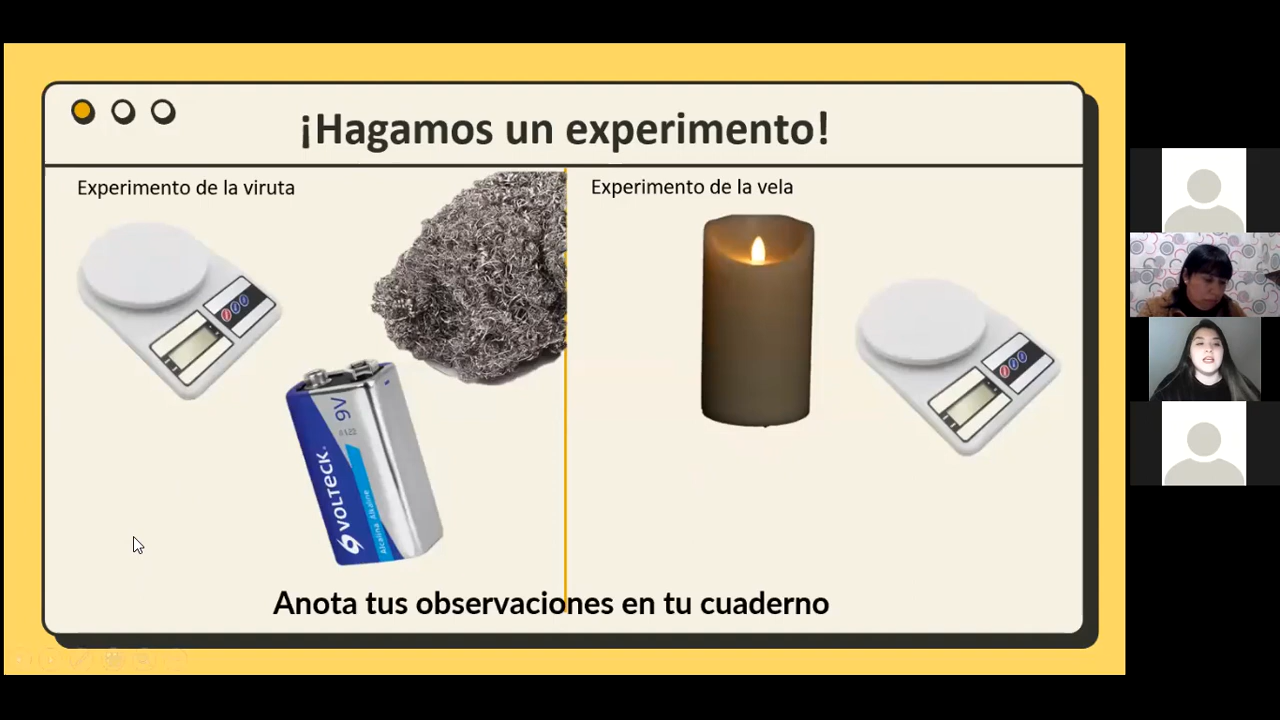 ¡Hagamos un experimento!
Experimento de la viruta
Experimento de la vela
9V
VOLTECK
Alcalina Alkaline
Anota tus observaciones en tu cuaderno